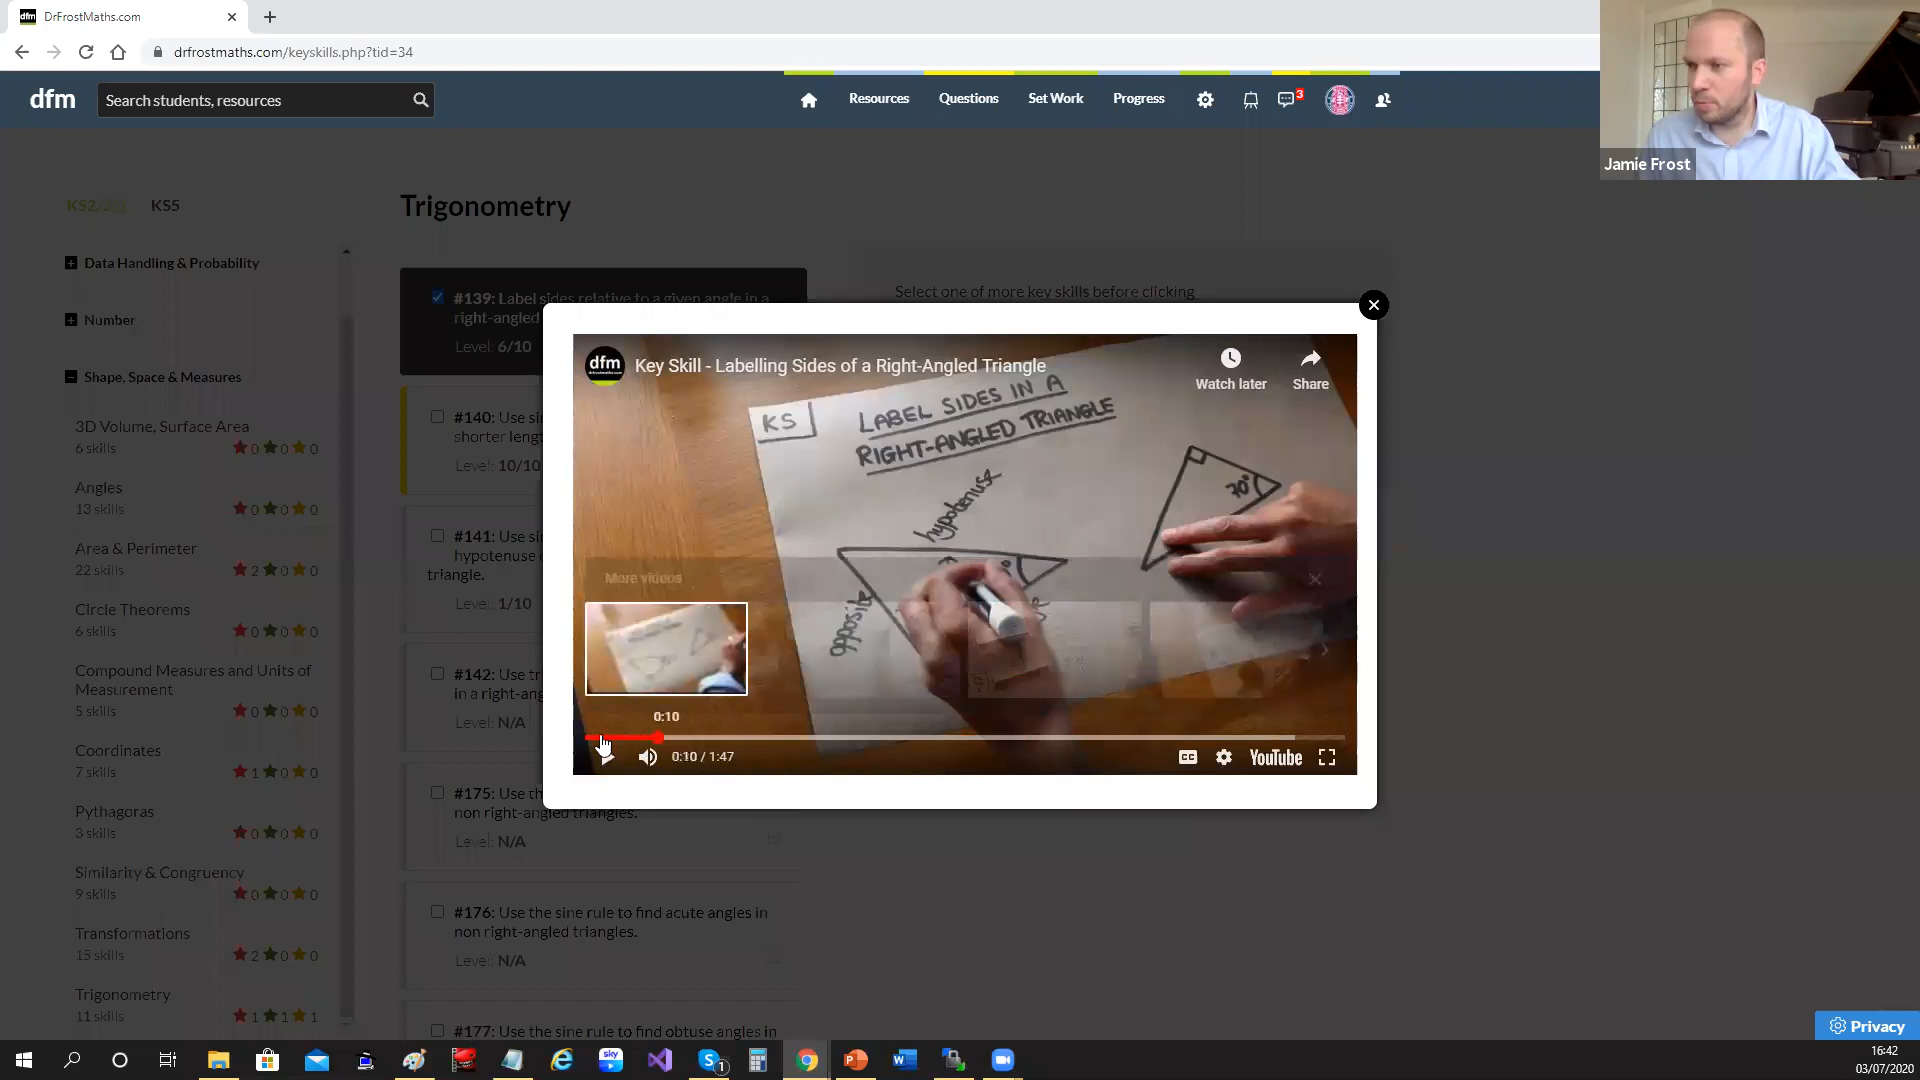 DrFrostMaths.com
drfrostmaths.com/keyskills.php?tid=34
dfm
Search students, resources
Resources
Questions
Set Work
Progress
3
Jamie Frost
KS5
Trigonometry
Data Handling & Probability
Number
Shape, Space & Measures
3D Volume, Surface Area
6 skills
0 0 0
Angles
13 skills
0 0 0
Area & Perimeter
22 skills
2 0 0
Circle Theorems
6 skills
0 0 0
Compound Measures and Units of
Measurement
5 skills
0 0 0
Coordinates
7 skills
1 0 0
Pythagoras
3 skills
0 0 0
Similarity & Congruency
9 skills
0 0 0
Transformations
15 skills
2 0 0
Trigonometry
11 skills
1 1 1
#139: Label sides relative to a given angle in a
right-angled
Level: 6/10
#140: Use si
shorter leng
Level: 10/10
#141: Use si
hypotenuse
triangle.
Level: 1/10
#142: Use tr
in a right-ang
Level: N/A
#175: Use th
non right-angled triangles.
Level: N/A
#176: Use the sine rule to find acute angles in
non right-angled triangles.
Level: N/A
#177: Use the sine rule to find obtuse angles in
Select one of more key skills before clicking
dfm
Key Skill - Labelling Sides of a Right-Angled Triangle
Watch later
Share
KS
LABEL SIDES IN A
RIGHT-ANGLED TRIANGLE
hypotenuse
70°
opposite
More videos
0:10
0:10 / 1:47
CC
YouTube
Privacy
sky
1
16:42
03/07/2020